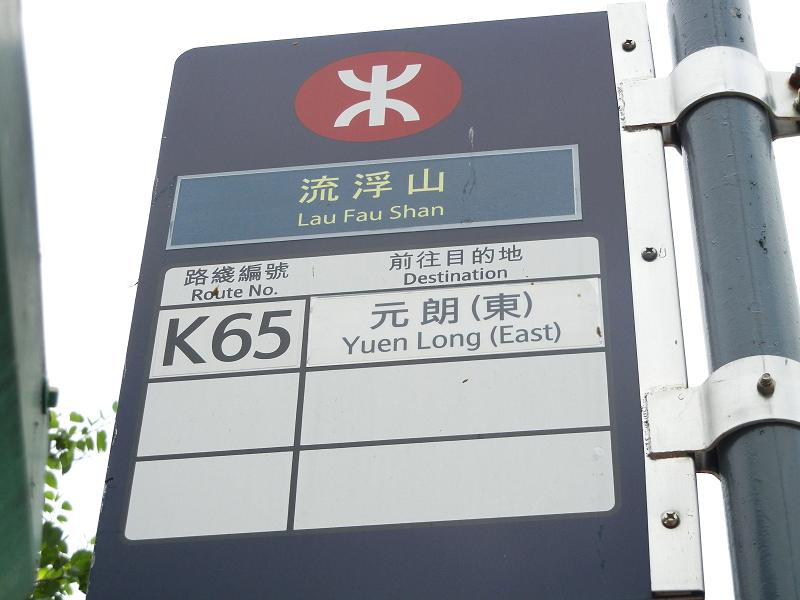 流浮山
Lau Fau Shan
路綫編號
Route No.
前往目的地
Destination
K65
元朗(東)
Yuen Long (East)